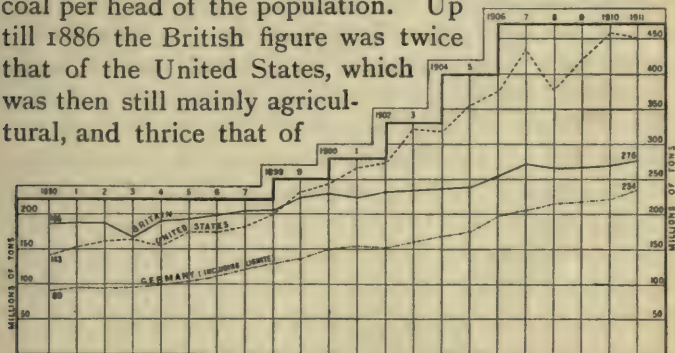 coal per head of the population. Up
till 1886 the British figure was twice
that of the United States, which
was then still mainly agricul-
tural, and thrice that of
1906 7 8 9 1910 1911
1904 5
1902 3
1900 1
1898 9
1890 1 2 3 4 5 6 7
450
400
350
300
250
200
150
100
50
MILLIONS OF TONS
200
150
100
50
MILLIONS OF TONS
BRITAIN
276
143
UNITED STATES
GERMANY (INCLUDING LIGNITE)
234